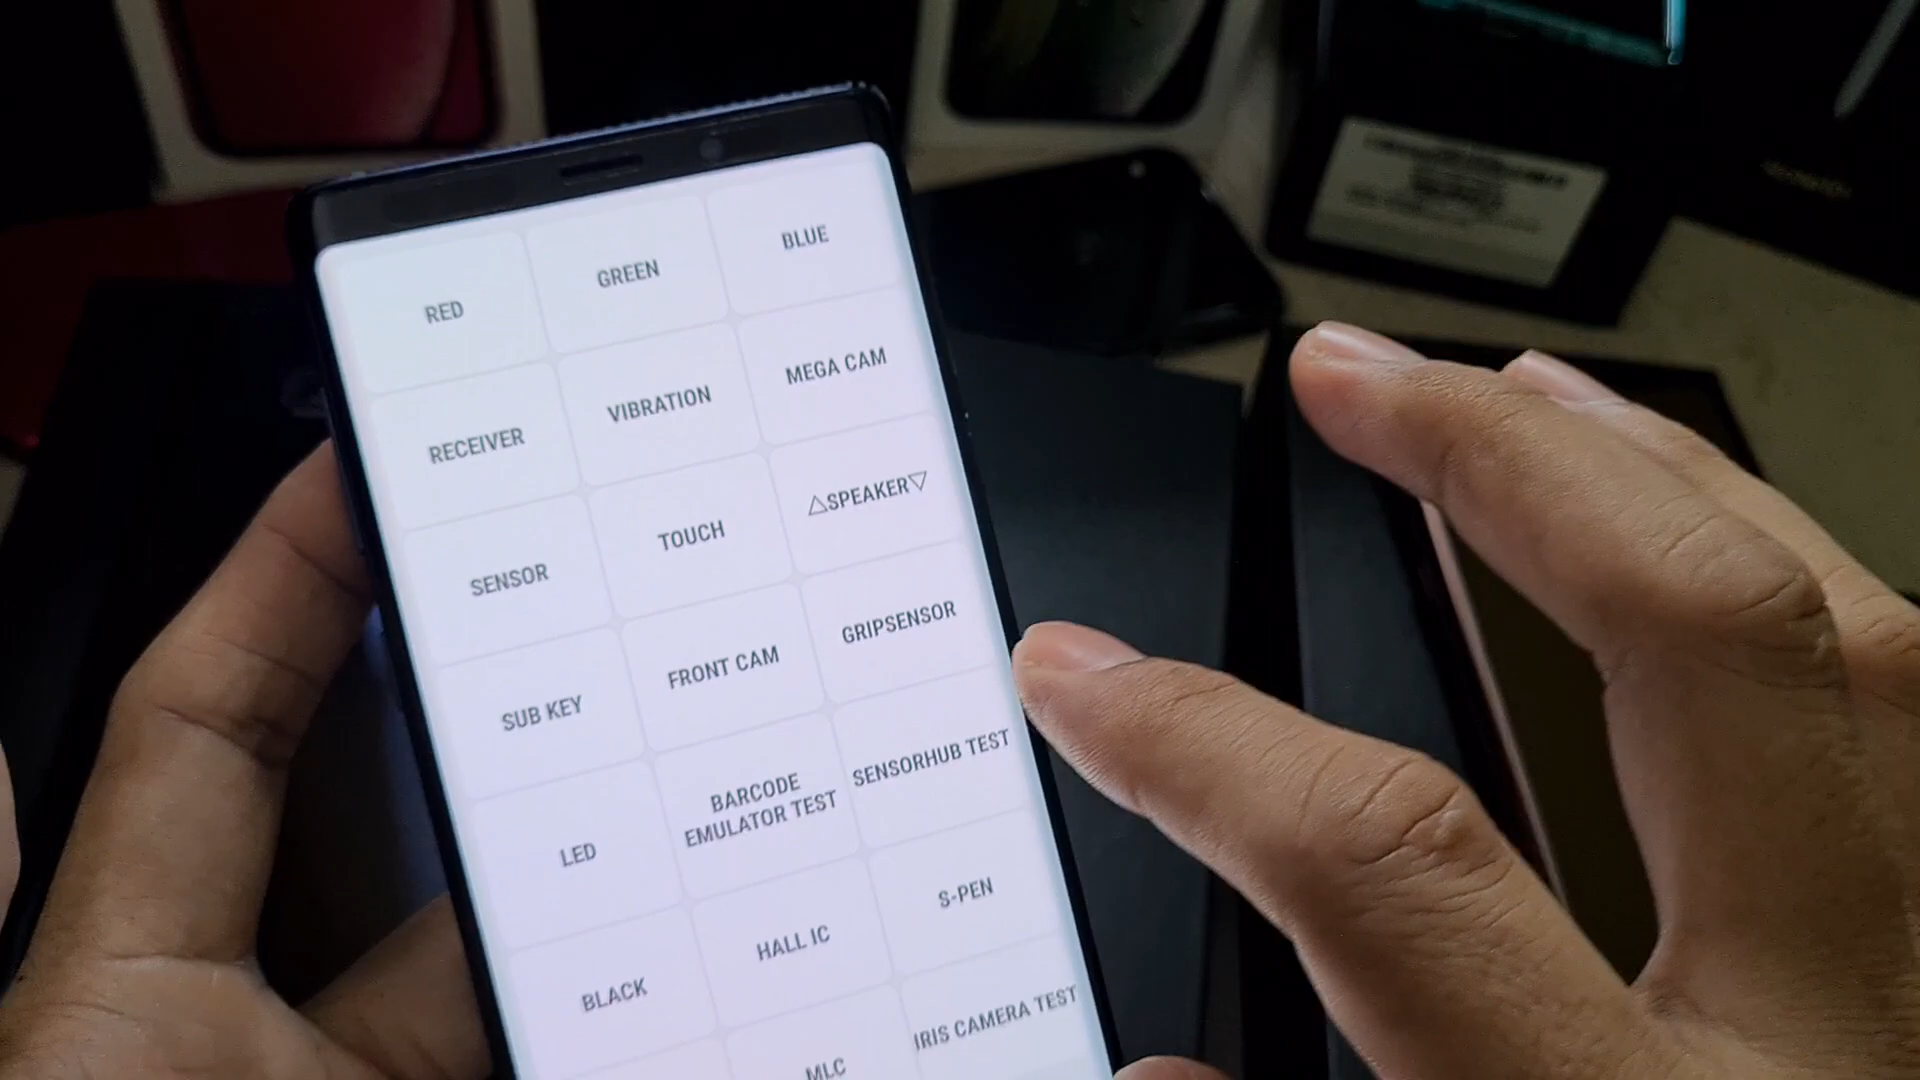 RED
GREEN
BLUE
RECEIVER
VIBRATION
MEGA CAM
SENSOR
TOUCH
△SPEAKER▽
SUB KEY
FRONT CAM
GRIPSENSOR
LED
BARCODE
EMULATOR TEST
SENSORHUB TEST
BLACK
HALL IC
S-PEN
MLC
IRIS CAMERA TEST